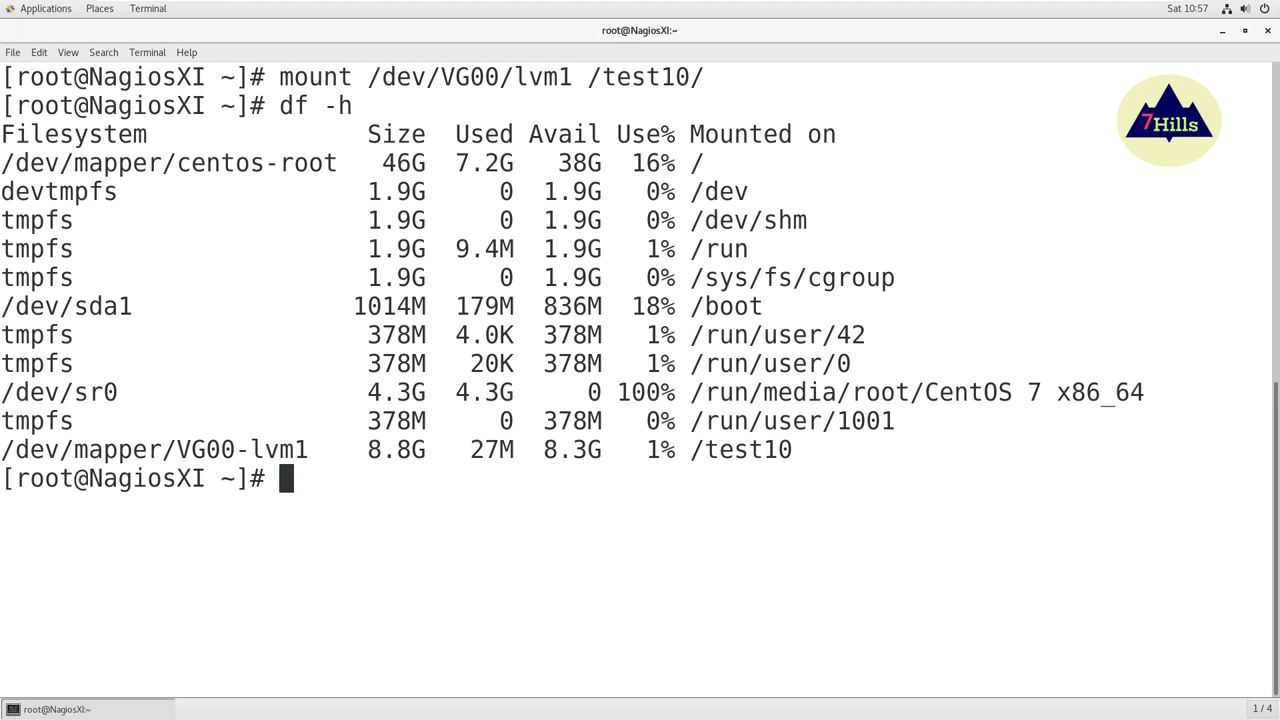 Applications Places Terminal Sat 10:57
root@NagiosXI:~
File Edit View Search Terminal Help
[root@NagiosXI ~]# mount /dev/VG00/lvm1 /test10/
[root@NagiosXI ~]# df -h
Filesystem Size Used Avail Use% Mounted on
/dev/mapper/centos-root 46G 7.2G 38G 16% /
devtmpfs 1.9G 0 1.9G 0% /dev
tmpfs 1.9G 0 1.9G 0% /dev/shm
tmpfs 1.9G 9.4M 1.9G 1% /run
tmpfs 1.9G 0 1.9G 0% /sys/fs/cgroup
/dev/sda1 1014M 179M 836M 18% /boot
tmpfs 378M 4.0K 378M 1% /run/user/42
tmpfs 378M 20K 378M 1% /run/user/0
/dev/sr0 4.3G 4.3G 0 100% /run/media/root/CentOS 7 x86_64
tmpfs 378M 0 378M 0% /run/user/1001
/dev/mapper/VG00-lvm1 8.8G 27M 8.3G 1% /test10
[root@NagiosXI ~]#
7Hills
root@NagiosXI:~ 1 / 4